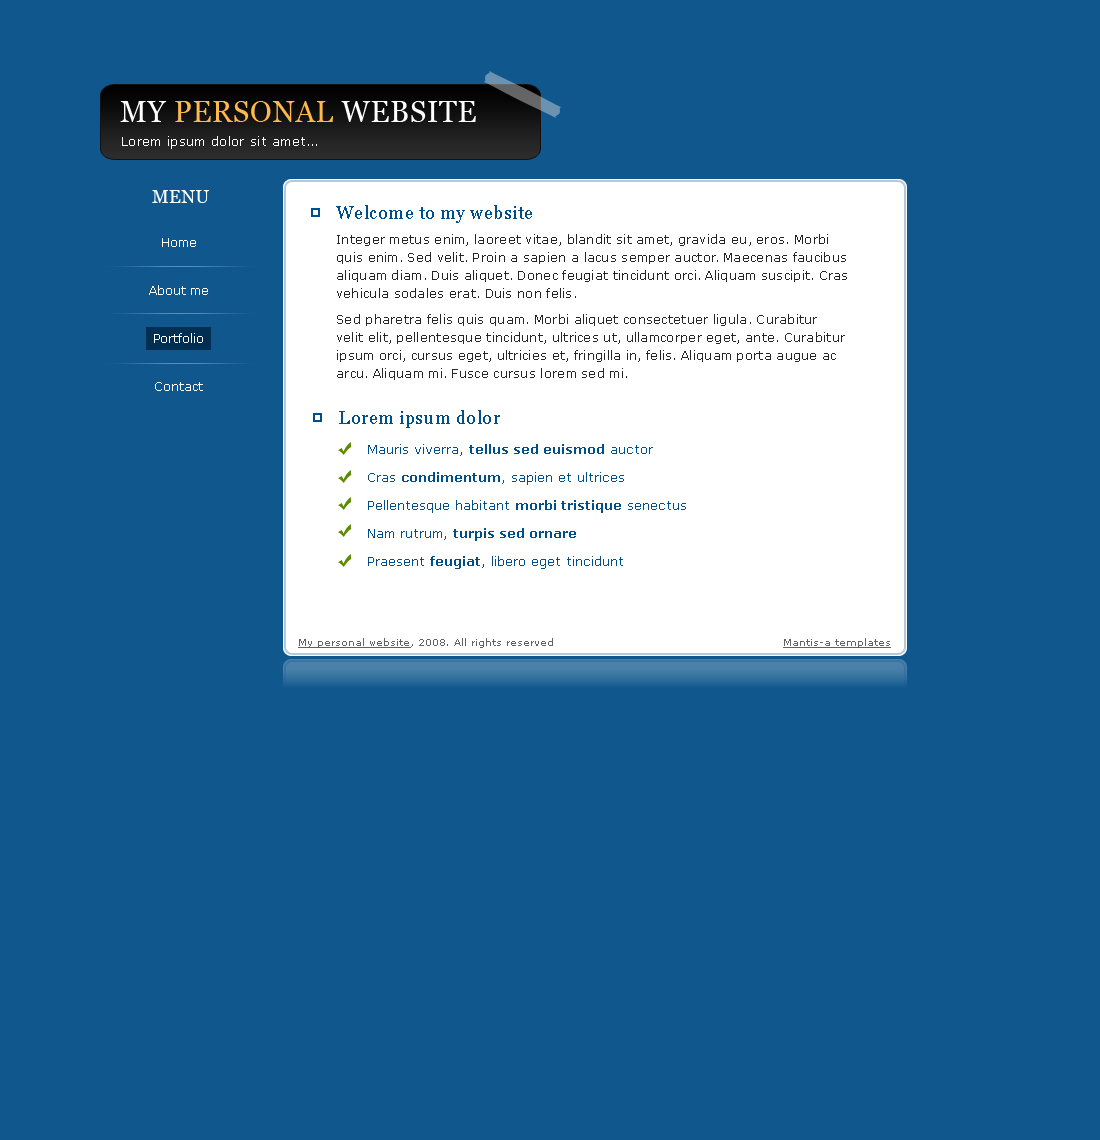 MY PERSONAL WEBSITE
Lorem ipsum dolor sit amet...
MENU
Home
About me
Portfolio
Contact
Welcome to my website
Integer metus enim, laoreet vitae, blandit sit amet, gravida eu, eros. Morbi
quis enim. Sed velit. Proin a sapien a lacus semper auctor. Maecenas faucibus
aliquam diam. Duis aliquet. Donec feugiat tincidunt orci. Aliquam suscipit. Cras
vehicula sodales erat. Duis non felis.
Sed pharetra felis quis quam. Morbi aliquet consectetuer ligula. Curabitur
velit elit, pellentesque tincidunt, ultrices ut, ullamcorper eget, ante. Curabitur
ipsum orci, cursus eget, ultricies et, fringilla in, felis. Aliquam porta augue ac
arcu. Aliquam mi. Fusce cursus lorem sed mi.
Lorem ipsum dolor
Mauris viverra, tellus sed euismod auctor
Cras condimentum, sapien et ultrices
Pellentesque habitant morbi tristique senectus
Nam rutrum, turpis sed ornare
Praesent feugiat, libero eget tincidunt
My personal website, 2008. All rights reserved
Mantis-a templates